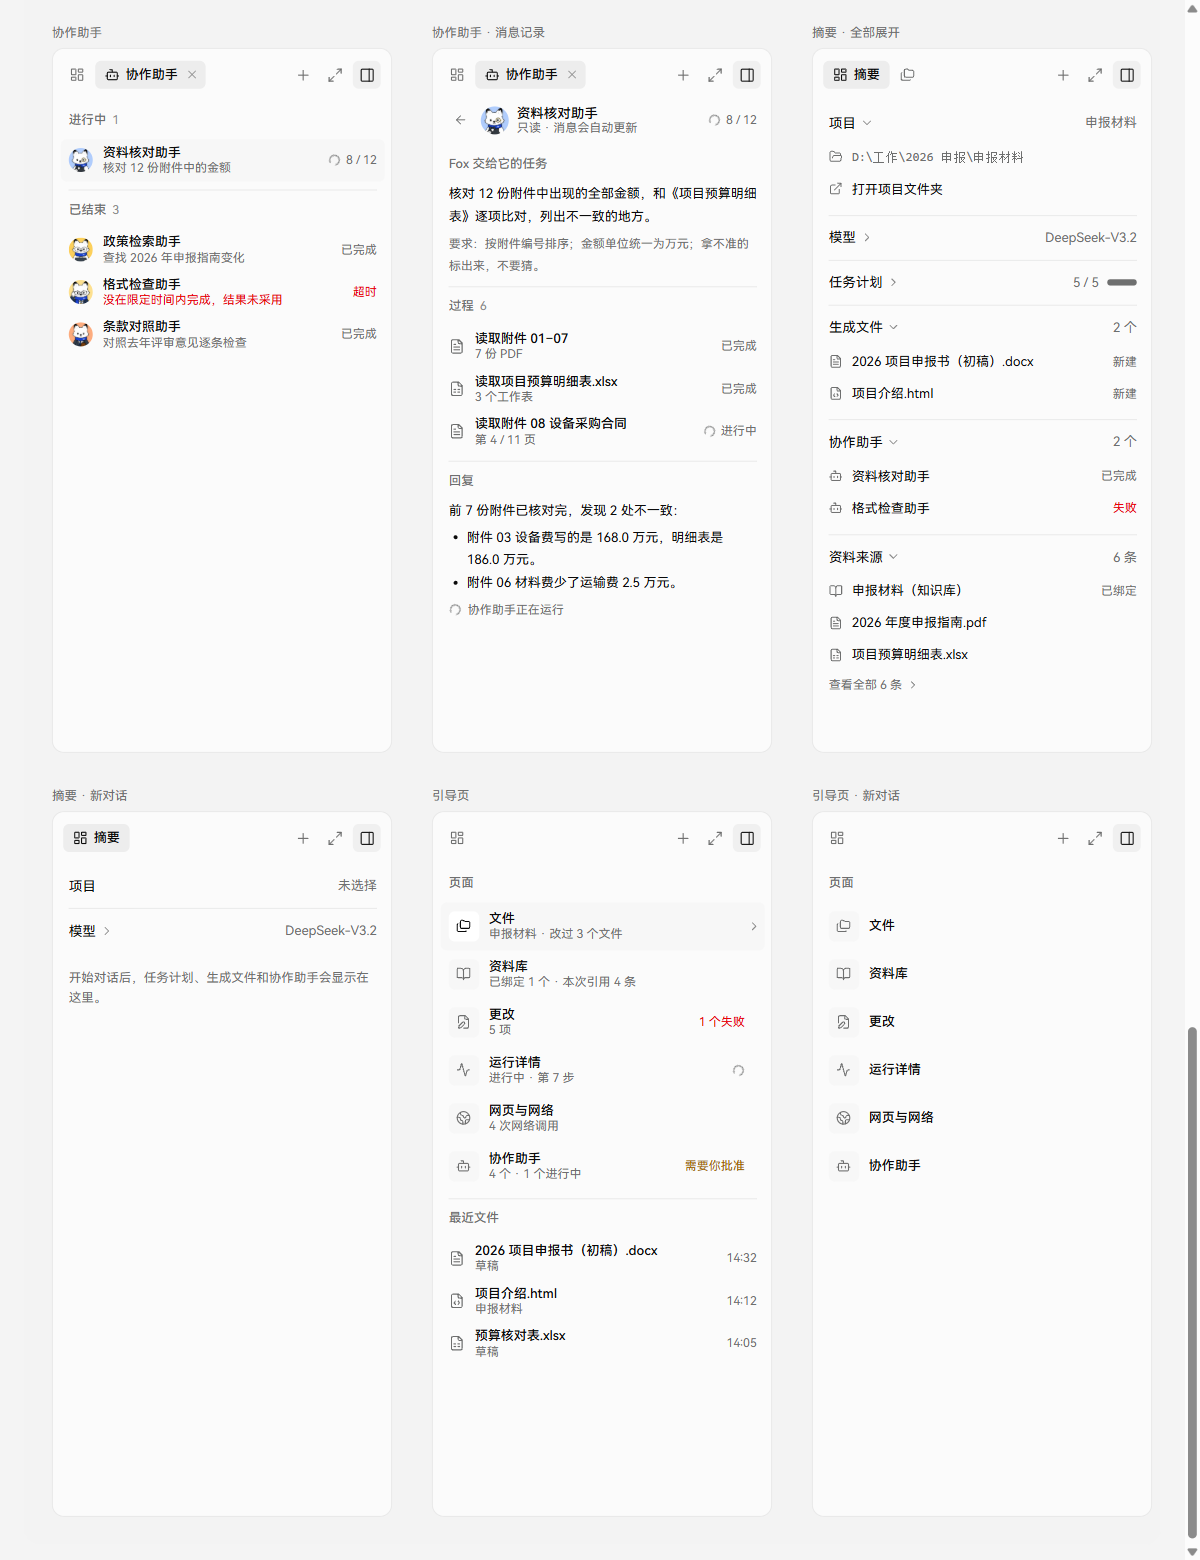 协作助手
协作助手
进行中 1
资料核对助手
核对 12 份附件中的金额
8 / 12
已结束 3
政策检索助手
查找 2026 年申报指南变化
已完成
格式检查助手
没在限定时间内完成，结果未采用
超时
条款对照助手
对照去年评审意见逐条检查
已完成
协作助手 · 消息记录
协作助手
资料核对助手
只读 · 消息会自动更新
8 / 12
Fox 交给它的任务
核对 12 份附件中出现的全部金额，和《项目预算明细
表》逐项比对，列出不一致的地方。
要求：按附件编号排序；金额单位统一为万元；拿不准的
标出来，不要猜。
过程 6
读取附件 01–07
7 份 PDF
已完成
读取项目预算明细表.xlsx
3 个工作表
已完成
读取附件 08 设备采购合同
第 4 / 11 页
进行中
回复
前 7 份附件已核对完，发现 2 处不一致：
• 附件 03 设备费写的是 168.0 万元，明细表是
186.0 万元。
• 附件 06 材料费少了运输费 2.5 万元。
协作助手正在运行
摘要 · 全部展开
摘要
项目
申报材料
D:\工作\2026 申报\申报材料
打开项目文件夹
模型
DeepSeek-V3.2
任务计划
5 / 5
生成文件
2 个
2026 项目申报书（初稿）.docx
新建
项目介绍.html
新建
协作助手
2 个
资料核对助手
已完成
格式检查助手
失败
资料来源
6 条
申报材料（知识库）
已绑定
2026 年度申报指南.pdf
项目预算明细表.xlsx
查看全部 6 条
摘要 · 新对话
摘要
项目
未选择
模型
DeepSeek-V3.2
开始对话后，任务计划、生成文件和协作助手会显示在
这里。
引导页
页面
文件
申报材料 · 改过 3 个文件
资料库
已绑定 1 个 · 本次引用 4 条
更改
5 项
1 个失败
运行详情
进行中 · 第 7 步
网页与网络
4 次网络调用
协作助手
4 个 · 1 个进行中
需要你批准
最近文件
2026 项目申报书（初稿）.docx
草稿
14:32
项目介绍.html
申报材料
14:12
预算核对表.xlsx
草稿
14:05
引导页 · 新对话
页面
文件
资料库
更改
运行详情
网页与网络
协作助手